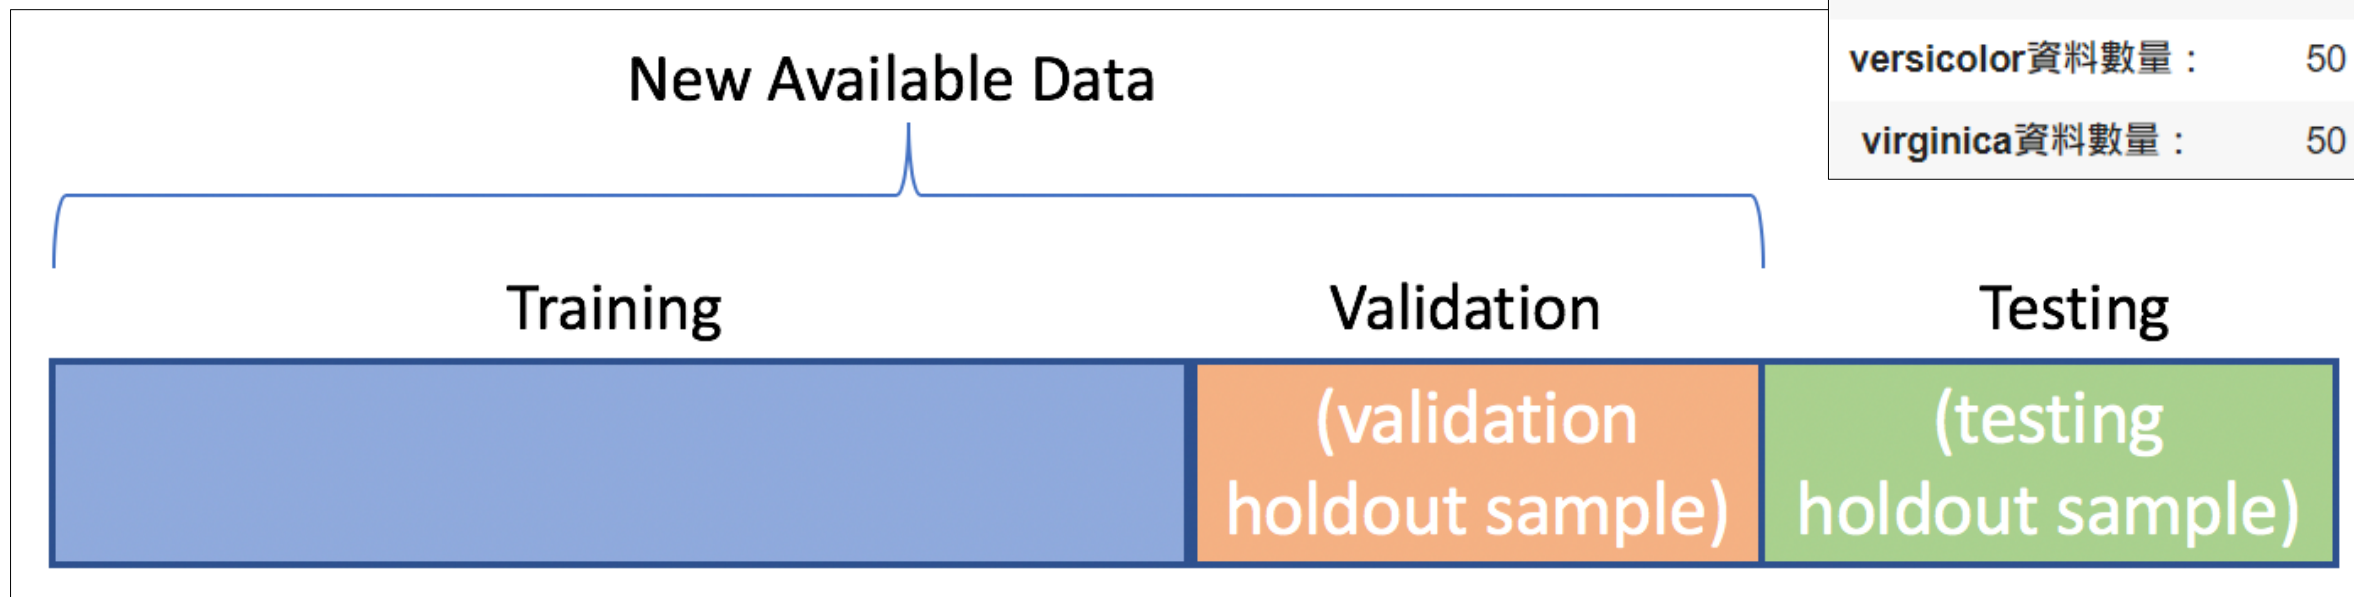 New Available Data
versicolor資料數量： 50
virginica資料數量： 50
Training Validation Testing
(validation
holdout sample)
(testing
holdout sample)